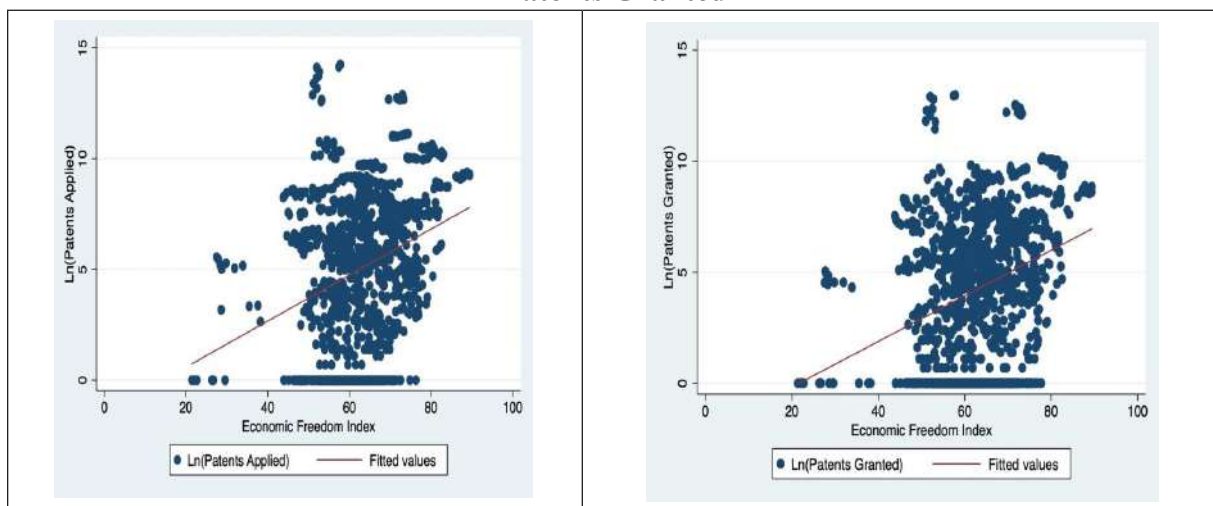 15
10
5
0
Ln(Patents Applied)
0 20 40 60 80 100
Economic Freedom Index
Ln(Patents Applied) Fitted values
15
10
5
0
Ln(Patents Granted)
0 20 40 60 80 100
Economic Freedom Index
Ln(Patents Granted) Fitted values